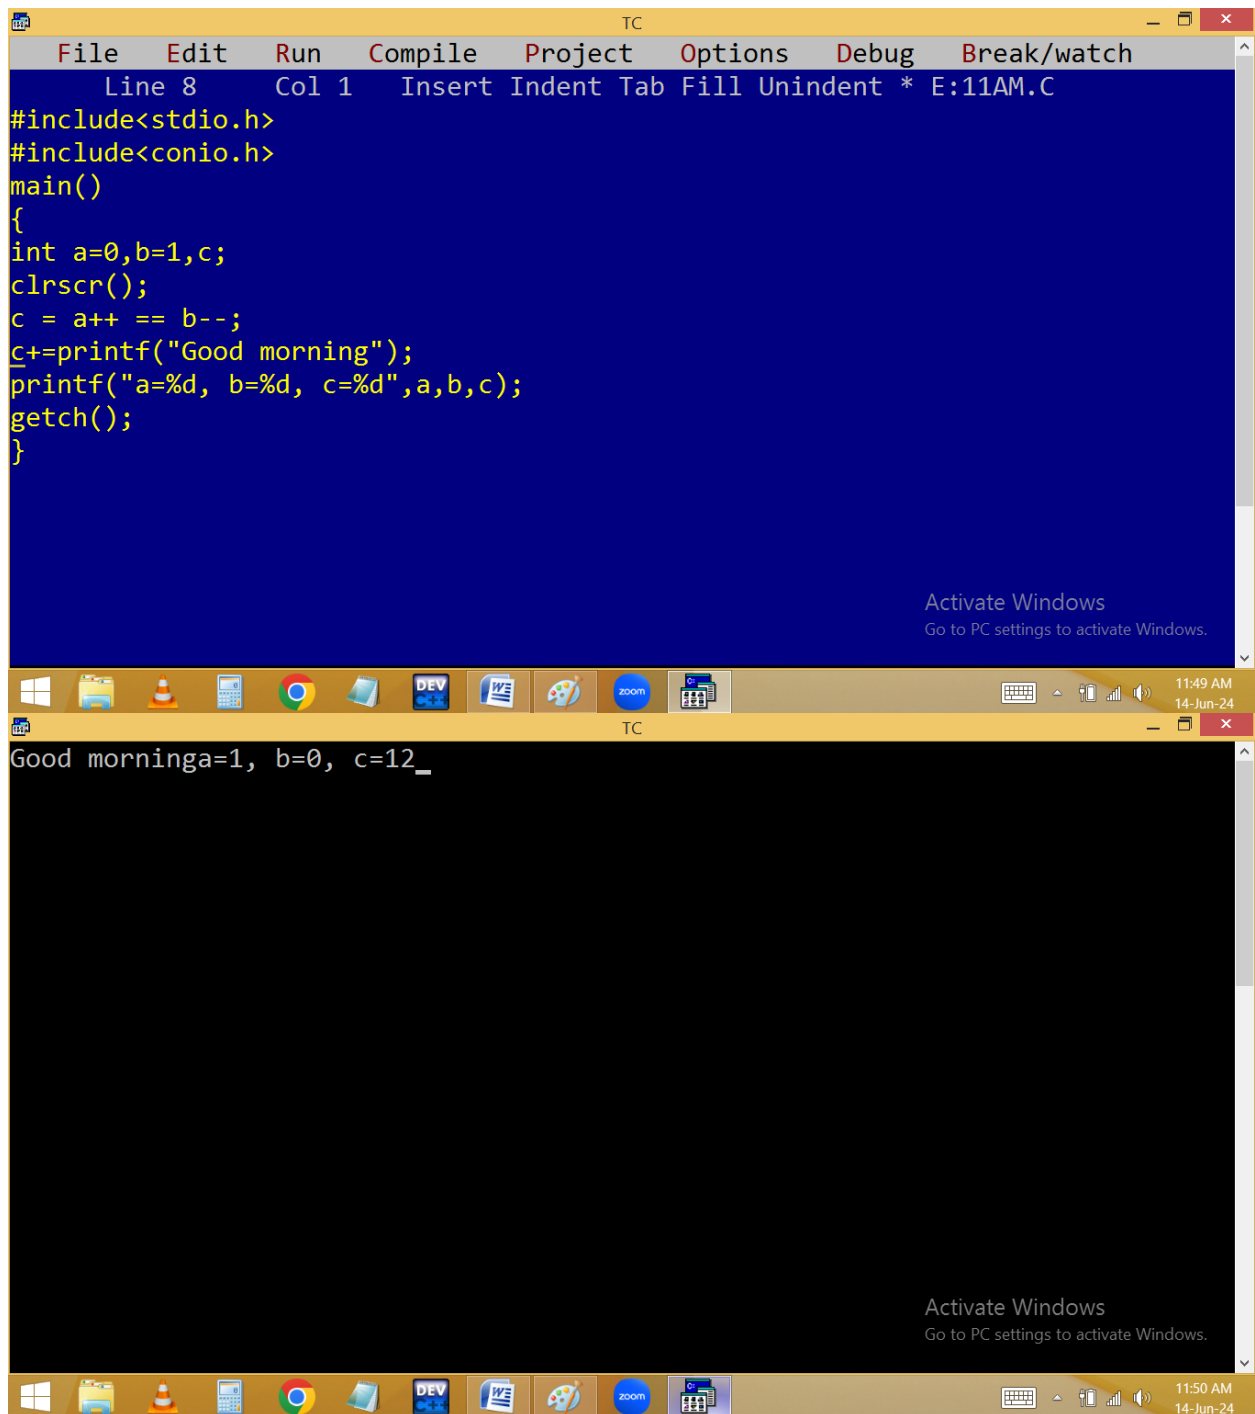 TC
File Edit Run Compile Project Options Debug Break/watch
Line 8 Col 1 Insert Indent Tab Fill Unindent * E:11AM.C
#include<stdio.h>
#include<conio.h>
main()
{
int a=0,b=1,c;
clrscr();
c = a++ == b--;
c+=printf("Good morning");
printf("a=%d, b=%d, c=%d",a,b,c);
getch();
}
Activate Windows
Go to PC settings to activate Windows.
DEV C++ W zoom
11:49 AM
14-Jun-24
TC
Good morninga=1, b=0, c=12_
Activate Windows
Go to PC settings to activate Windows.
DEV C++ W zoom
11:50 AM
14-Jun-24